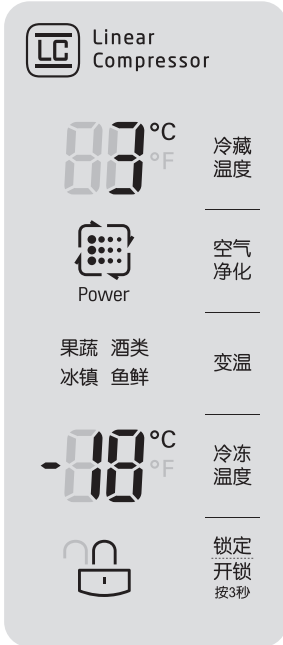 LC
Linear
Compressor
3°C
°F
冷藏
温度
Power
空气
净化
果蔬 酒类
冰镇 鱼鲜
变温
-18°C
°F
冷冻
温度
锁定
开锁
按3秒